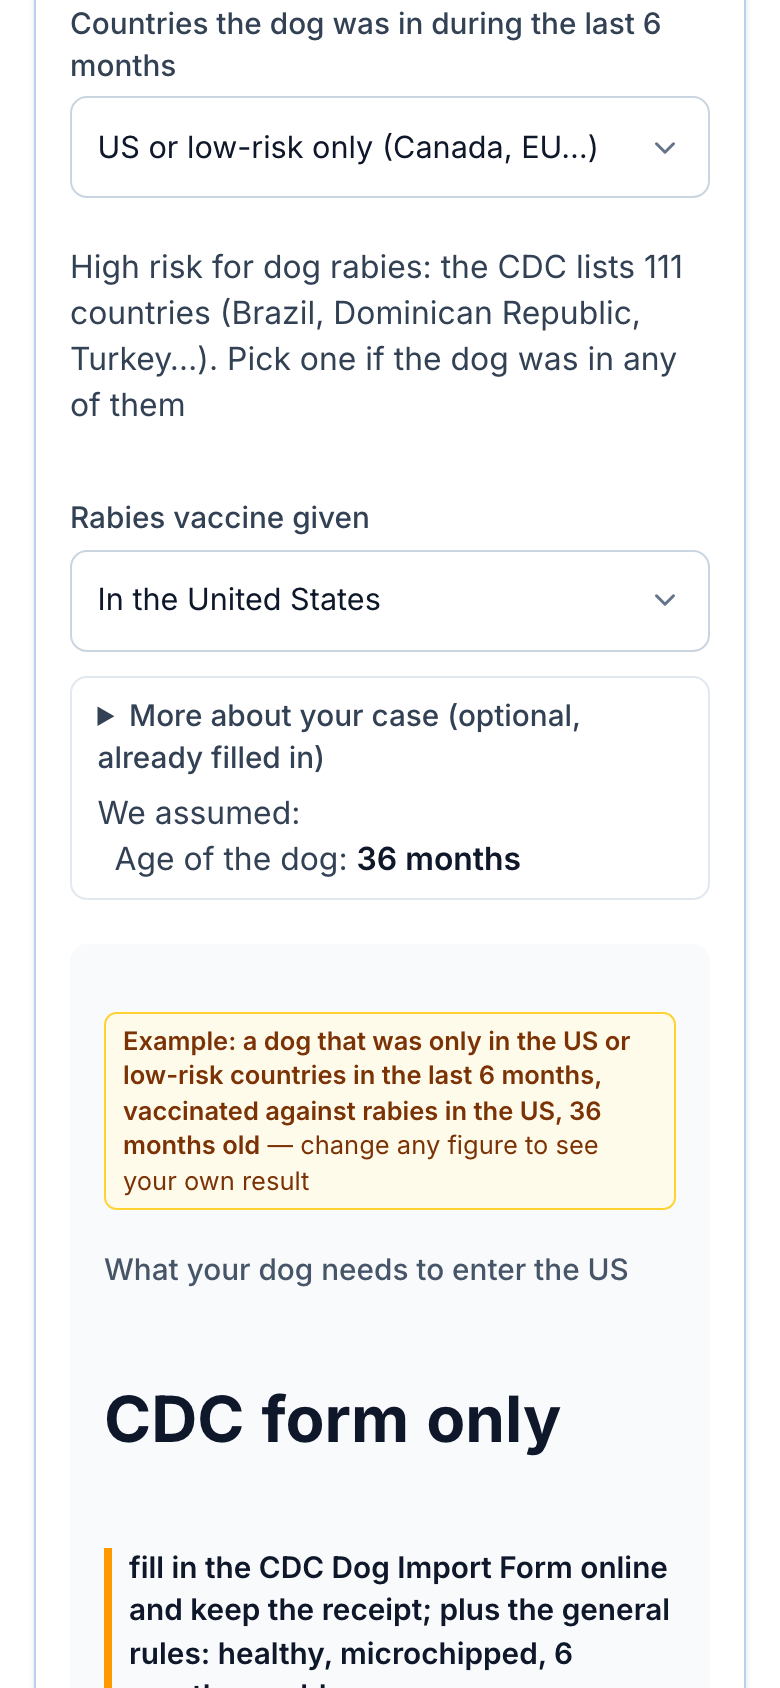 Countries the dog was in during the last 6
months
US or low-risk only (Canada, EU...)
High risk for dog rabies: the CDC lists 111
countries (Brazil, Dominican Republic,
Turkey...). Pick one if the dog was in any
of them
Rabies vaccine given
In the United States
▶ More about your case (optional,
already filled in)
We assumed:
Age of the dog: 36 months
Example: a dog that was only in the US or
low-risk countries in the last 6 months,
vaccinated against rabies in the US, 36
months old — change any figure to see
your own result
What your dog needs to enter the US
CDC form only
fill in the CDC Dog Import Form online
and keep the receipt; plus the general
rules: healthy, microchipped, 6